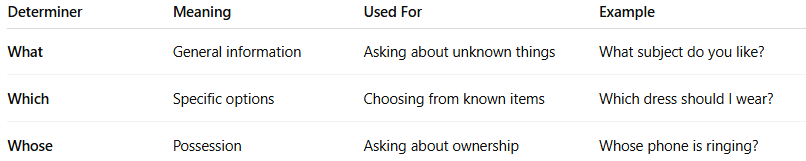 Determiner Meaning Used For Example
What General information Asking about unknown things What subject do you like?
Which Specific options Choosing from known items Which dress should I wear?
Whose Possession Asking about ownership Whose phone is ringing?